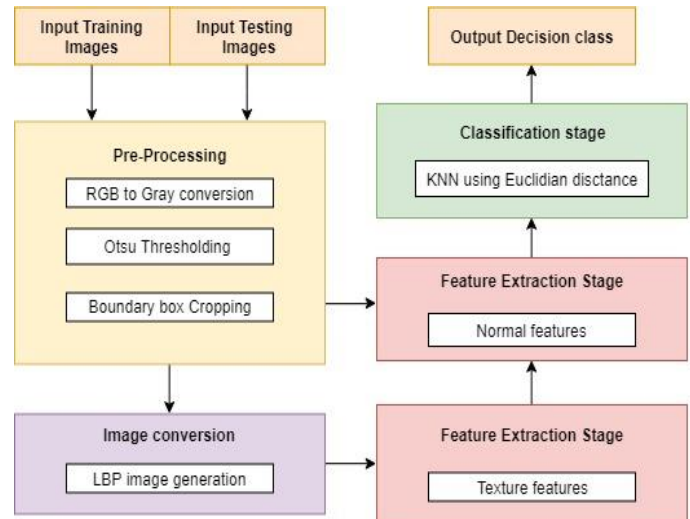 Input Training
Images
Input Testing
Images
Pre-Processing
RGB to Gray conversion
Otsu Thresholding
Boundary box Cropping
Image conversion
LBP image generation
Output Decision class
Classification stage
KNN using Euclidian disctance
Feature Extraction Stage
Normal features
Feature Extraction Stage
Texture features